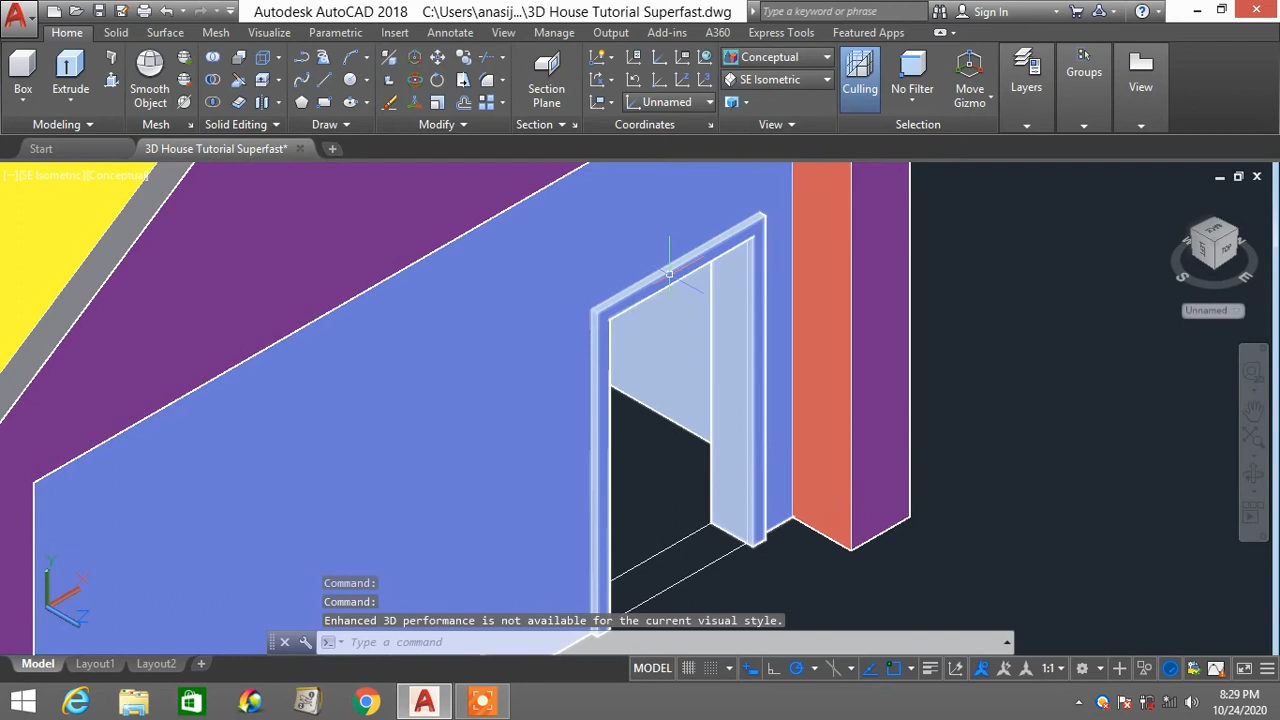 Autodesk AutoCAD 2018 C:\Users\anasij...\3D House Tutorial Superfast.dwg
Type a keyword or phrase
Sign In
Home Solid Surface Mesh Visualize Parametric Insert Annotate View Manage Output Add-ins A360 Express Tools Featured Apps
Box
Extrude
Smooth
Object
Section
Plane
Conceptual
SE Isometric
Unnamed
Culling
No Filter
Move
Gizmo
Layers
Groups
View
Modeling Mesh Solid Editing Draw Modify Section Coordinates View Selection
Start 3D House Tutorial Superfast*
[−][SE Isometric][Conceptual]
BACK
TOP
W
N
S
E
Unnamed
Y
X
Z
Command:
Command:
Enhanced 3D performance is not available for the current visual style.
Type a command
Model Layout1 Layout2
MODEL
1:1
8:29 PM
10/24/2020